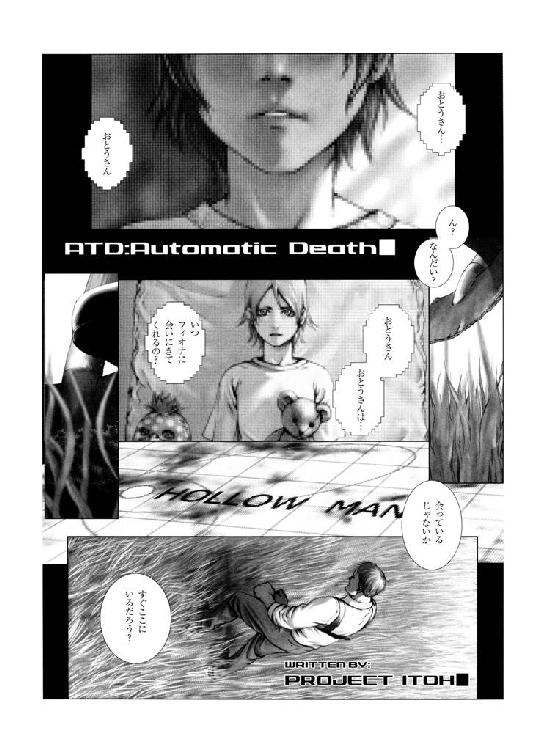 おとうさん…
おとうさん
ATD:Automatic Death
ん?
なんだい?
おとうさん
おとうさんは…
いつ
フィオナに
会いにきて
くれるの?
HOLLOW MAN
会っている
じゃないか
すぐここに
いるだろう?
WRITTEN BY:
PROJECT ITOH